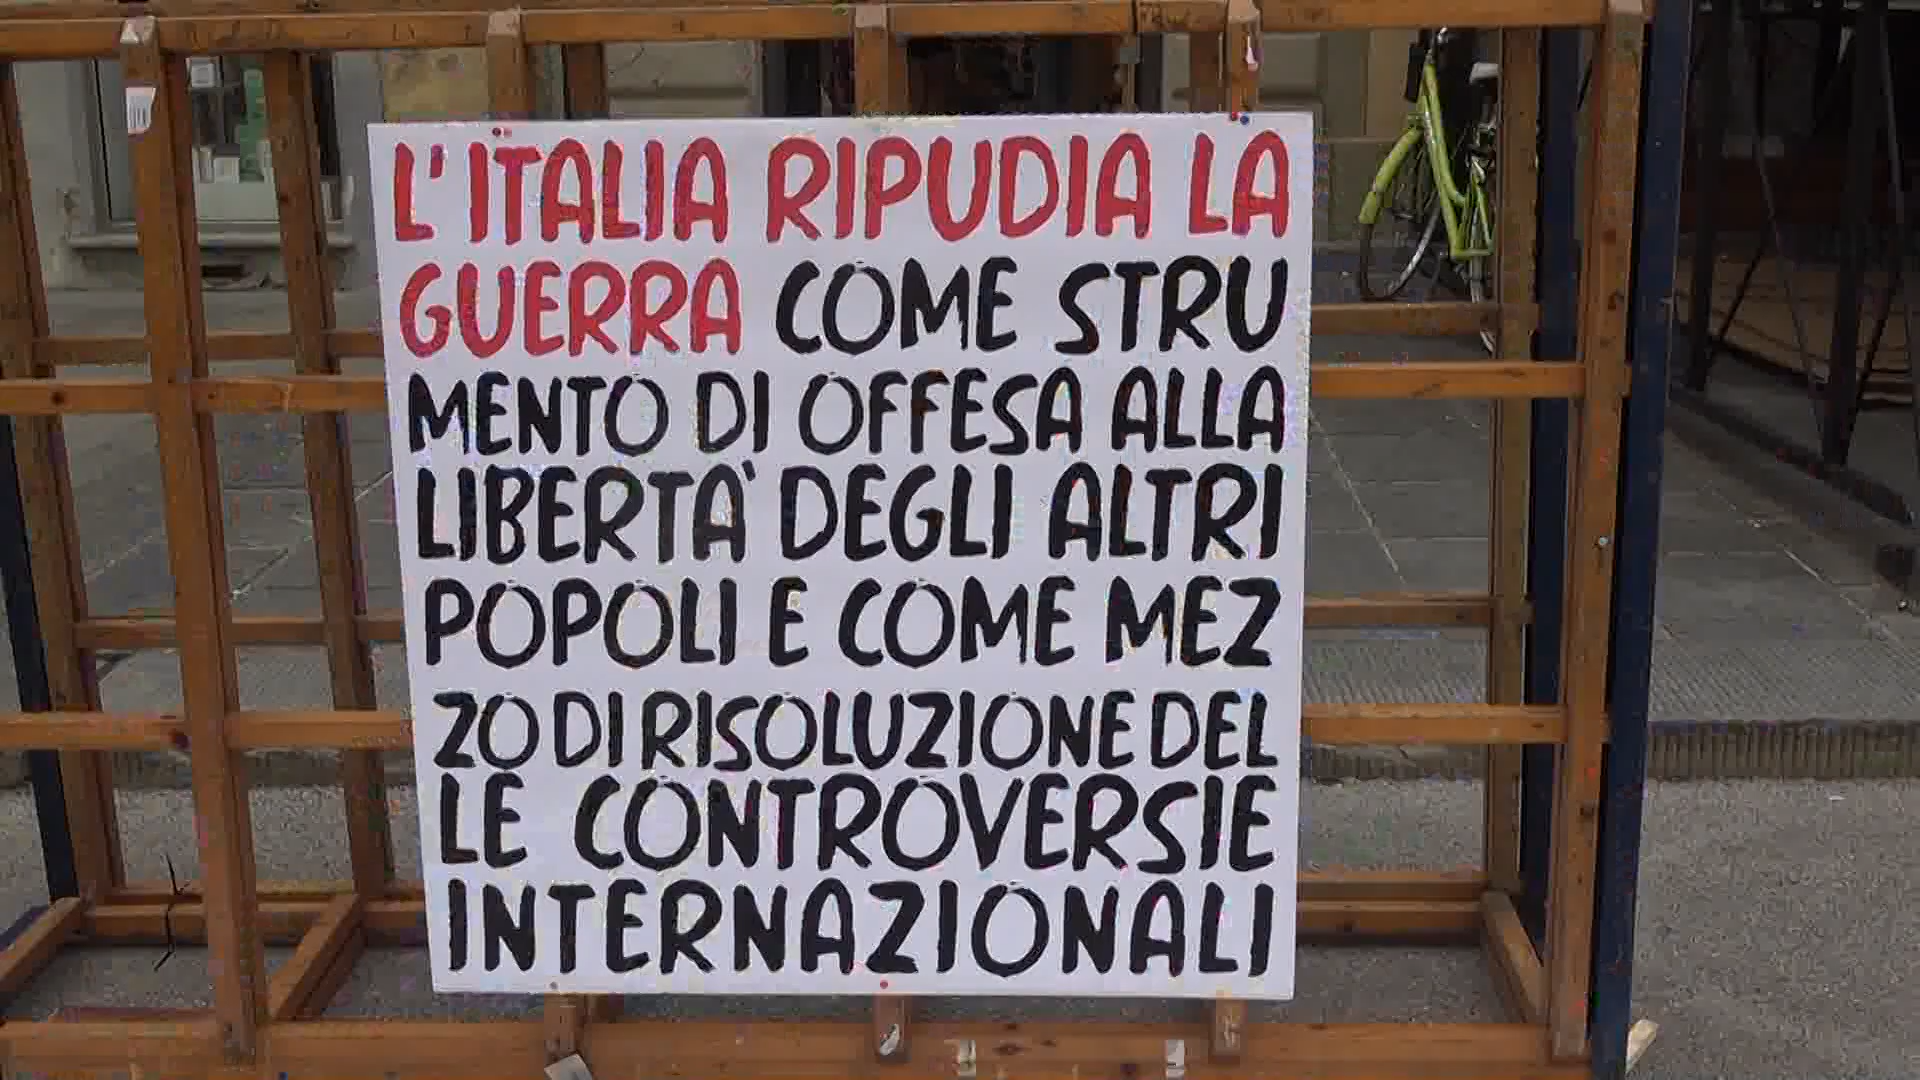 L'ITALIA RIPUDIA LA
GUERRA COME STRU
MENTO DI OFFESA ALLA
LIBERTA' DEGLI ALTRI
POPOLI E COME MEZ
ZO DI RISOLUZIONE DEL
LE CONTROVERSIE
INTERNAZIONALI